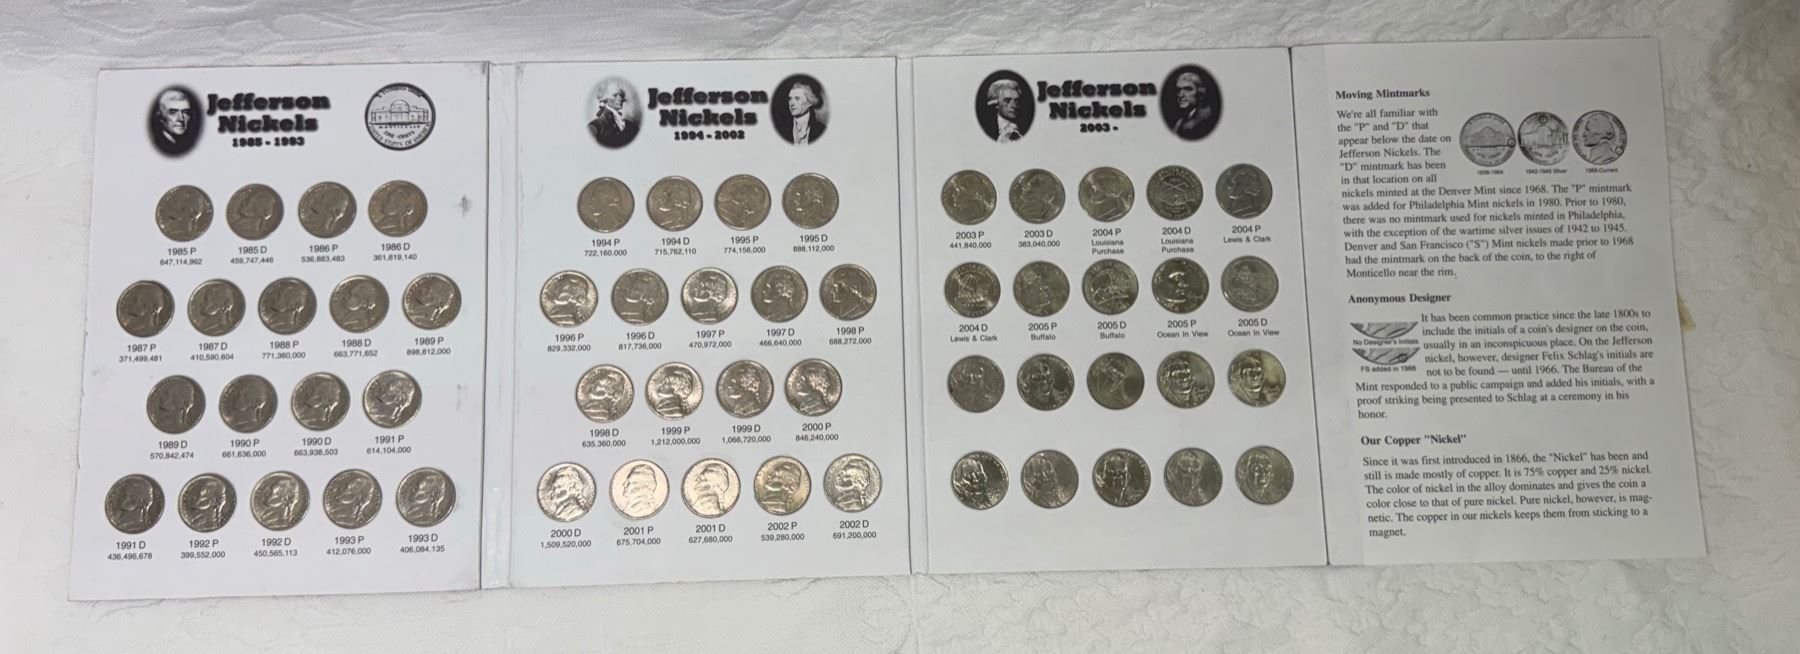 Jefferson
Nickels
1985 - 1993
1985 P
647,114,962
1985 D
459,747,446
1986 P
536,883,483
1986 D
361,819,140
1987 P
371,499,481
1987 D
410,590,604
1988 P
771,360,000
1988 D
663,771,652
1989 P
898,812,000
1989 D
570,842,474
1990 P
661,636,000
1990 D
663,938,503
1991 P
614,104,000
1991 D
436,496,678
1992 P
399,552,000
1992 D
450,565,113
1993 P
412,076,000
1993 D
406,084,135
Jefferson
Nickels
1994 - 2002
1994 P
722,160,000
1994 D
715,762,110
1995 P
774,156,000
1995 D
888,112,000
1996 P
829,332,000
1996 D
817,736,000
1997 P
470,972,000
1997 D
466,640,000
1998 P
688,272,000
1998 D
635,360,000
1999 P
1,212,000,000
1999 D
1,066,720,000
2000 P
846,240,000
2000 D
1,509,520,000
2001 P
675,704,000
2001 D
627,680,000
2002 P
539,280,000
2002 D
691,200,000
Jefferson
Nickels
2003 -
2003 P
441,840,000
2003 D
383,040,000
2004 P
Louisiana
Purchase
2004 D
Louisiana
Purchase
2004 P
Lewis & Clark
2004 D
Lewis & Clark
2005 P
Buffalo
2005 D
Buffalo
2005 P
Ocean In View
2005 D
Ocean In View
Moving Mintmarks
We're all familiar with
the "P" and "D" that
appear below the date on
Jefferson Nickels. The
"D" mintmark has been
in that location on all
nickels minted at the Denver Mint since 1968. The "P" mintmark
was added for Philadelphia Mint nickels in 1980. Prior to 1980,
there was no mintmark used for nickels minted in Philadelphia,
with the exception of the wartime silver issues of 1942 to 1945.
Denver and San Francisco ("S") Mint nickels made prior to 1968
had the mintmark on the back of the coin, to the right of
Monticello near the rim.
1938-1964
1942-1945 Silver
1968-Current
Anonymous Designer
It has been common practice since the late 1800s to
include the initials of a coin's designer on the coin,
usually in an inconspicuous place. On the Jefferson
nickel, however, designer Felix Schlag's initials are
not to be found — until 1966. The Bureau of the
Mint responded to a public campaign and added his initials, with a
proof striking being presented to Schlag at a ceremony in his
honor.
No Designer's Initials
FS added in 1966
Our Copper "Nickel"
Since it was first introduced in 1866, the "Nickel" has been and
still is made mostly of copper. It is 75% copper and 25% nickel.
The color of nickel in the alloy dominates and gives the coin a
color close to that of pure nickel. Pure nickel, however, is mag-
netic. The copper in our nickels keeps them from sticking to a
magnet.